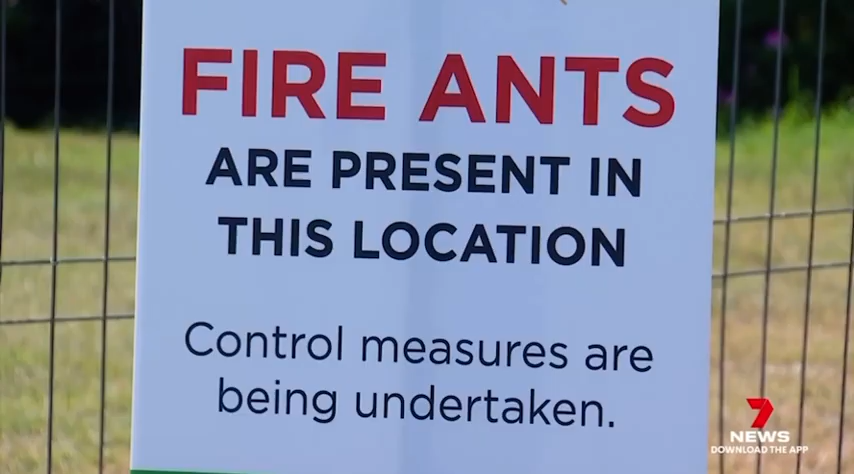 FIRE ANTS
ARE PRESENT IN
THIS LOCATION
Control measures are
being undertaken.
7
NEWS
DOWNLOAD THE APP